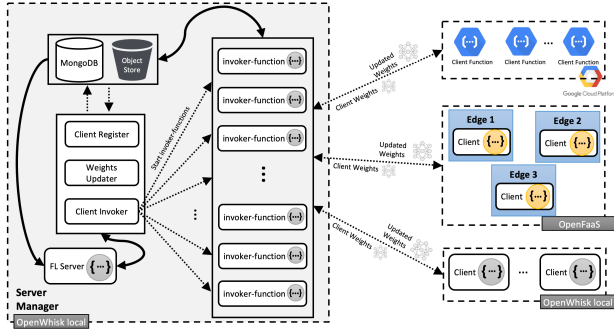 MongoDB
Object
Store
Client Register
Weights
Updater
Client Invoker
FL Server {···}
Server
Manager
OpenWhisk local
Start invoker-functions
...
invoker-function {···}
invoker-function {···}
invoker-function {···}
...
invoker-function {···}
invoker-function {···}
invoker-function {···}
Updated
Weights
Client Weights
Updated
Weights
Client Weights
Updated
Weights
Client Weights
{···} {···} ... {···}
Client Function Client Function Client Function
Google Cloud Platform
Edge 1
Client {···}
Edge 2
Client {···}
Edge 3
Client {···}
OpenFaaS
Client {···} ... Client {···}
OpenWhisk local